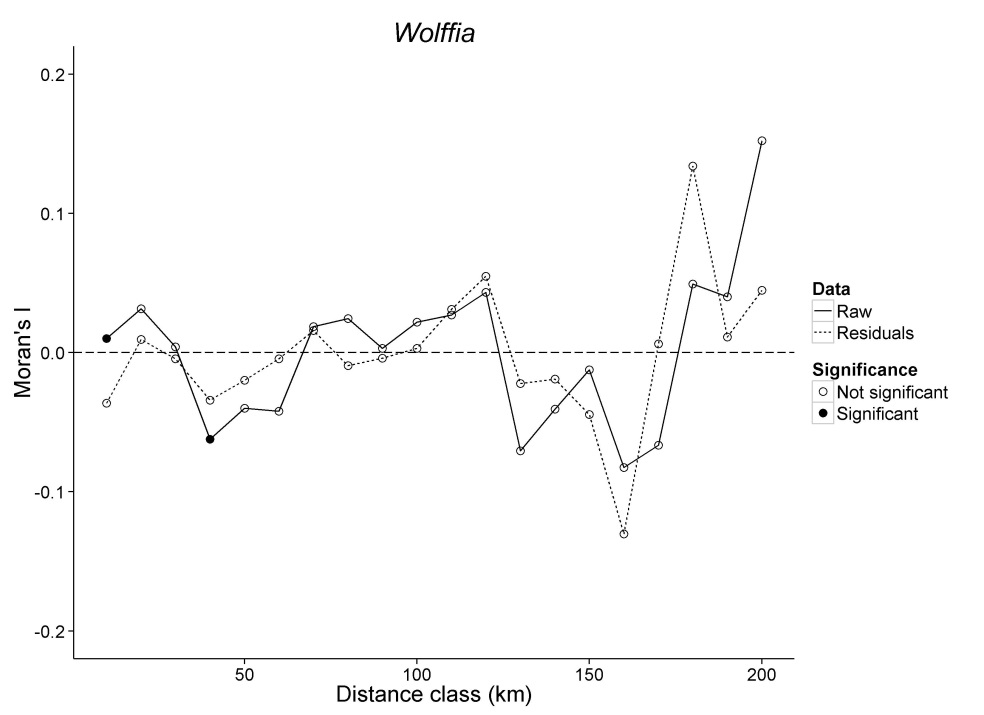 Wolffia
0.2
0.1
0.0
-0.1
-0.2
Moran's I
50
100
150
200
Distance class (km)
Data
Raw
Residuals
Significance
Not significant
Significant